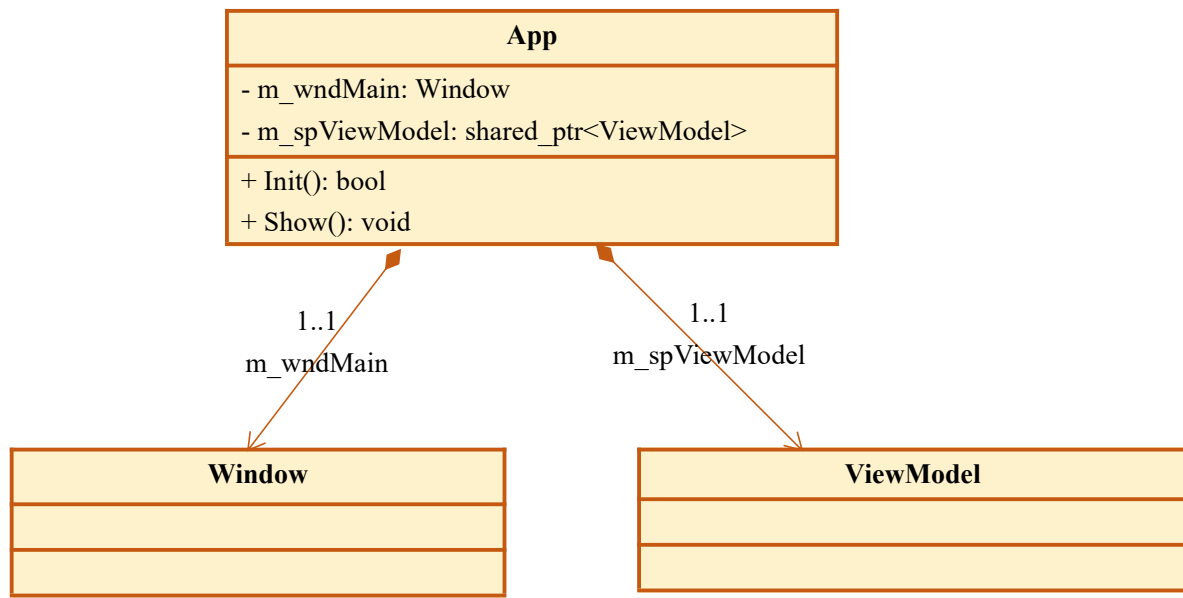 App
- m_wndMain: Window
- m_spViewModel: shared_ptr<ViewModel>
+ Init(): bool
+ Show(): void
1..1
m_wndMain
1..1
m_spViewModel
Window
ViewModel